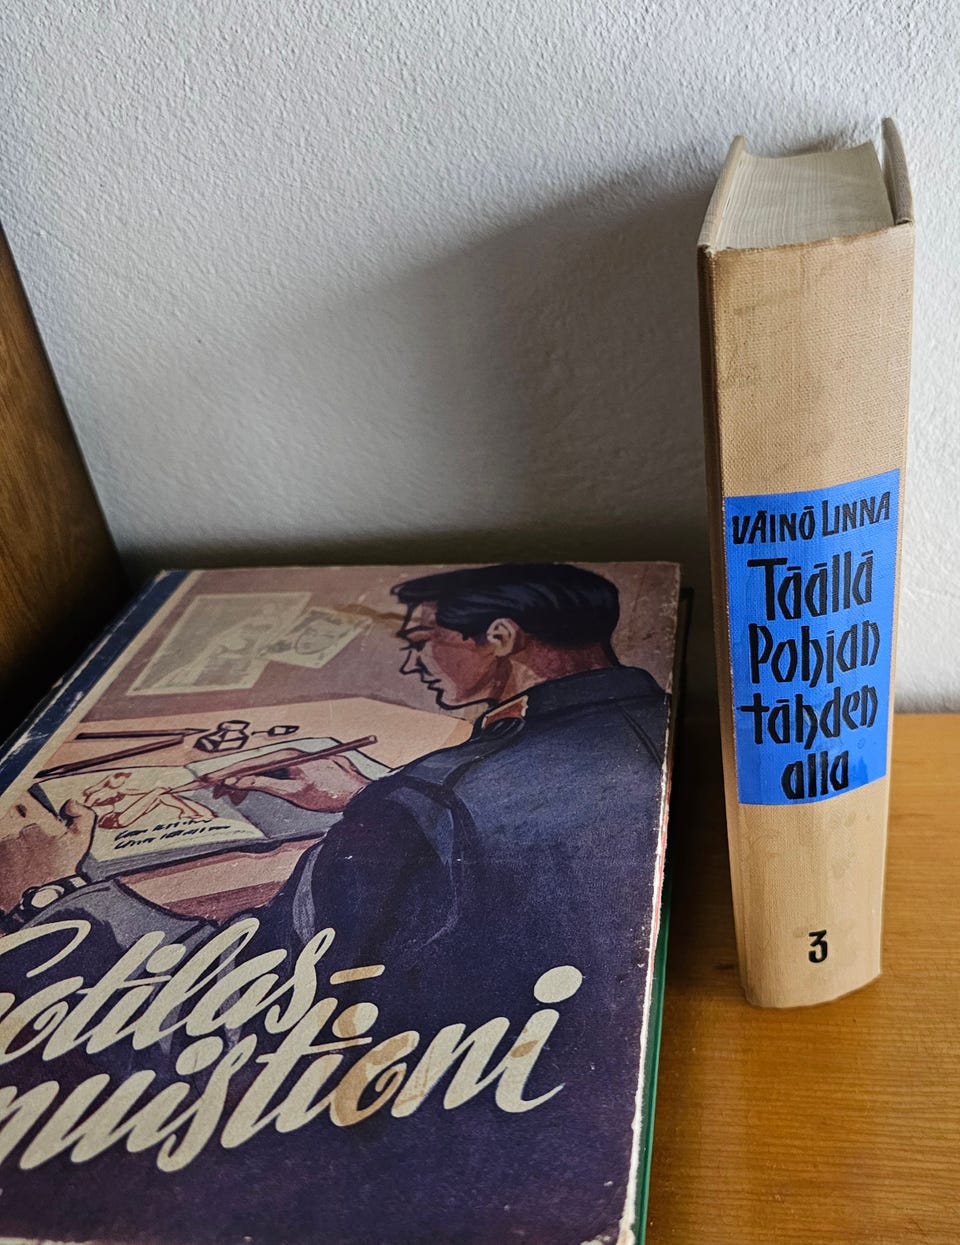 Sotilas-
muistioni
VÄINÖ LINNA
Täällä
Pohjan
tähden
alla
3